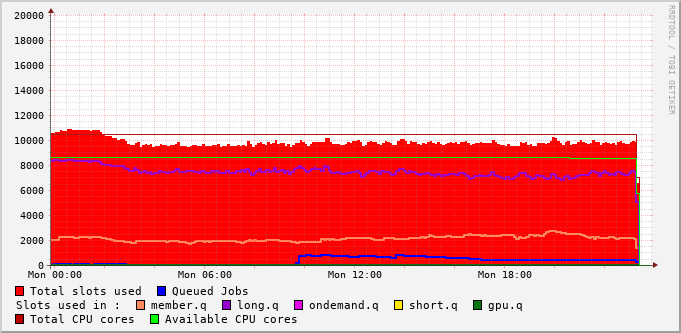 20000
18000
16000
14000
12000
10000
8000
6000
4000
2000
0
Mon 00:00 Mon 06:00 Mon 12:00 Mon 18:00
Total slots used Queued Jobs
Slots used in : member.q long.q ondemand.q short.q gpu.q
Total CPU cores Available CPU cores
RRDTOOL / TOBI OETIKER